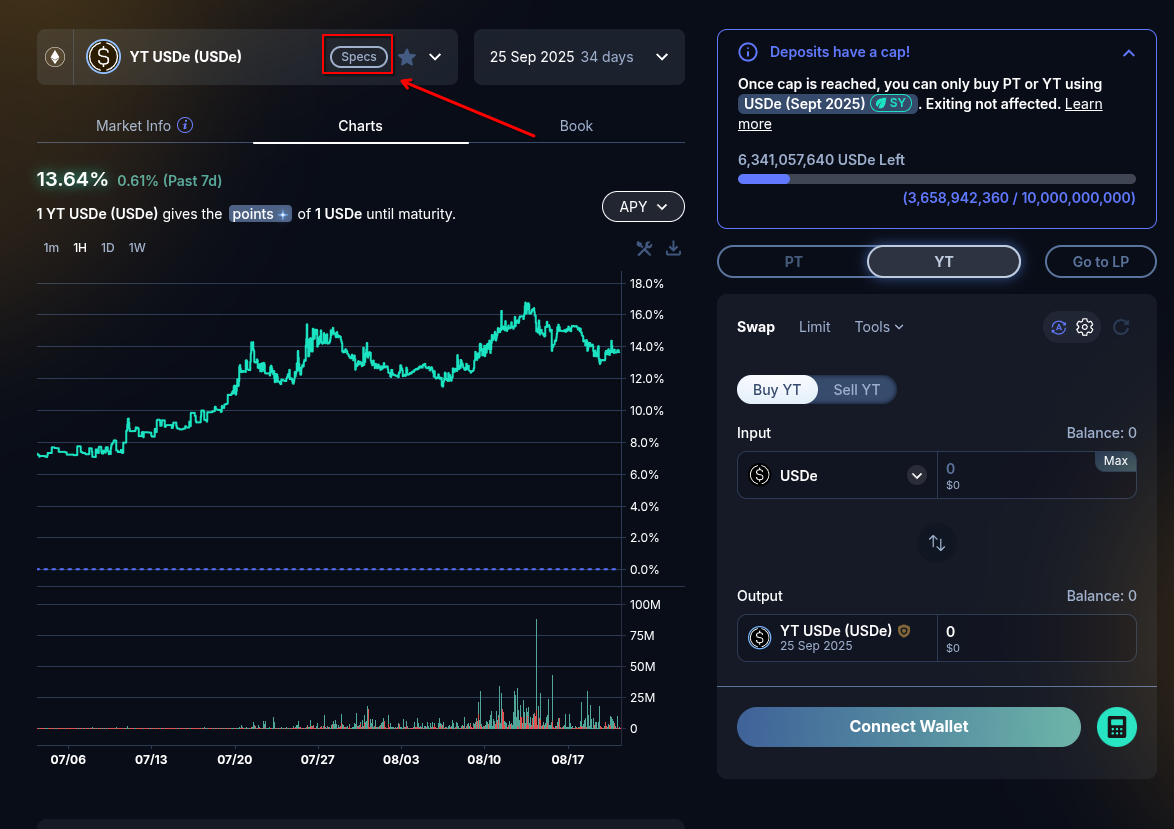 YT USDe (USDe)
Specs
25 Sep 2025 34 days
Market Info
Charts
Book
13.64% 0.61% (Past 7d)
1 YT USDe (USDe) gives the points of 1 USDe until maturity.
APY
1m 1H 1D 1W
18.0%
16.0%
14.0%
12.0%
10.0%
8.0%
6.0%
4.0%
2.0%
0.0%
100M
75M
50M
25M
0
07/06 07/13 07/20 07/27 08/03 08/10 08/17
Deposits have a cap!
Once cap is reached, you can only buy PT or YT using
USDe (Sept 2025) SY . Exiting not affected. Learn
more
6,341,057,640 USDe Left
(3,658,942,360 / 10,000,000,000)
PT YT Go to LP
Swap Limit Tools
A
Buy YT Sell YT
Input Balance: 0
USDe 0 Max
$0
Output Balance: 0
YT USDe (USDe) 0
25 Sep 2025 $0
Connect Wallet